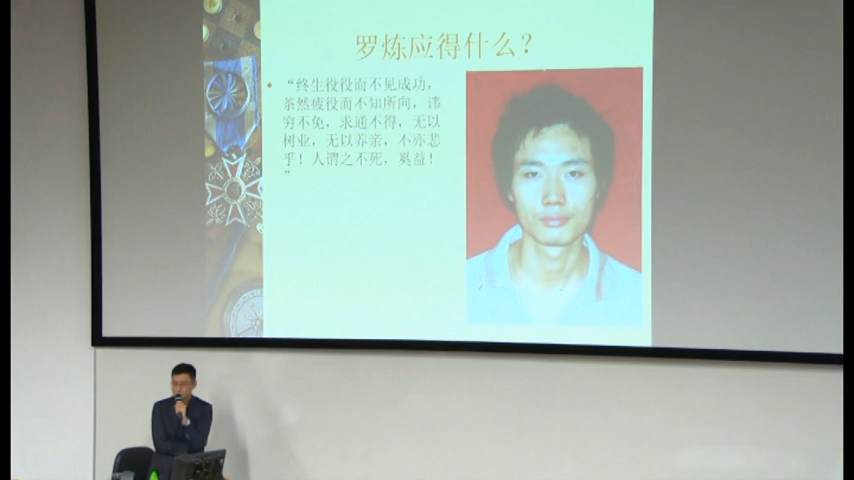 罗炼应得什么？
“终生役役而不见成功，
苶然疲役而不知所向，讳
穷不免，求通不得，无以
树业，无以养亲，不亦悲
乎！人谓之不死，奚益！
”